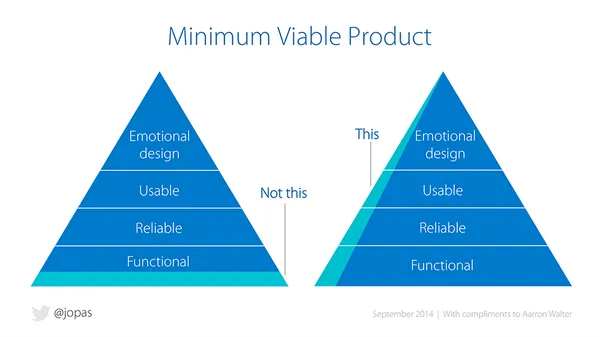 Minimum Viable Product
Emotional
design
Usable
Reliable
Functional
Not this
This
Emotional
design
Usable
Reliable
Functional
@jopas
September 2014 | With compliments to Aarron Walter